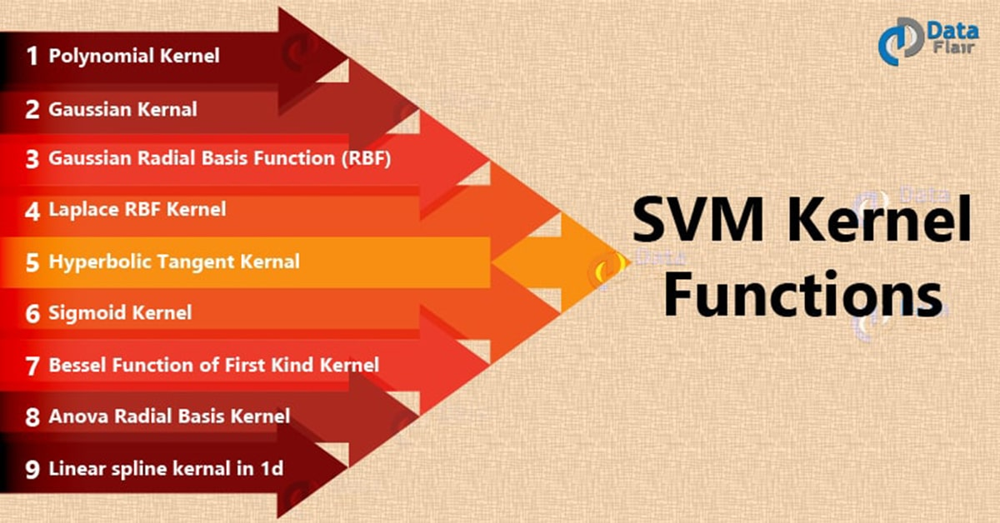 1 Polynomial Kernel
2 Gaussian Kernal
3 Gaussian Radial Basis Function (RBF)
4 Laplace RBF Kernel
5 Hyperbolic Tangent Kernal
6 Sigmoid Kernel
7 Bessel Function of First Kind Kernel
8 Anova Radial Basis Kernel
9 Linear spline kernal in 1d
Data
Flair
SVM Kernel
Functions
Data
Data